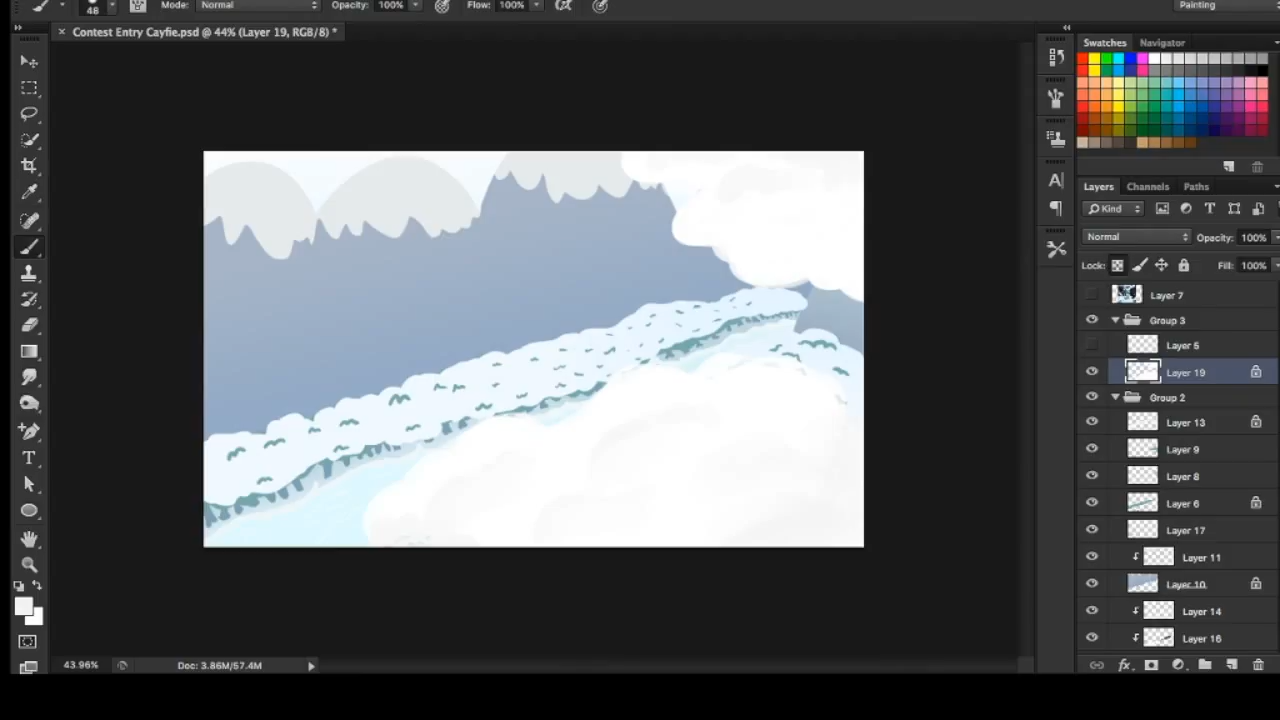 48 Mode: Normal Opacity: 100% Flow: 100% Painting
× Contest Entry Cayfie.psd @ 44% (Layer 19, RGB/8) *
Swatches Navigator
Layers Channels Paths
Kind
Normal Opacity: 100%
Lock: Fill: 100%
Layer 7
Group 3
Layer 5
Layer 19
Group 2
Layer 13
Layer 9
Layer 8
Layer 6
Layer 17
Layer 11
Layer 10
Layer 14
Layer 16
43.96% Doc: 3.86M/57.4M